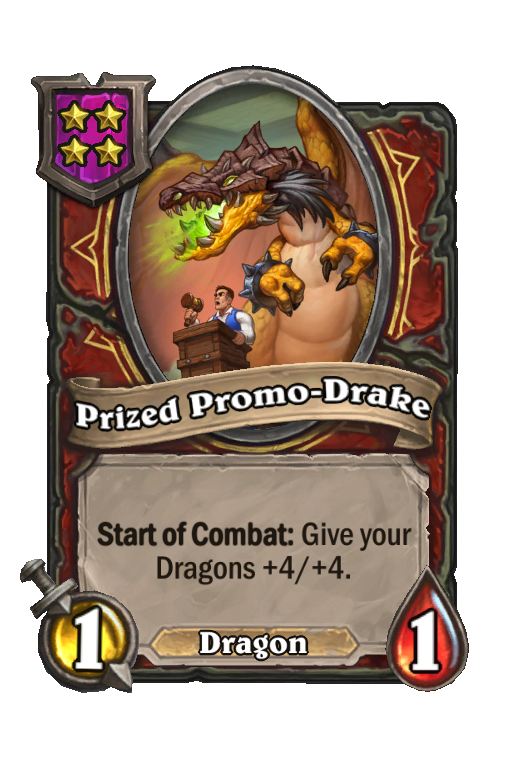 Prized Promo-Drake
Start of Combat: Give your
Dragons +4/+4.
1
Dragon
1